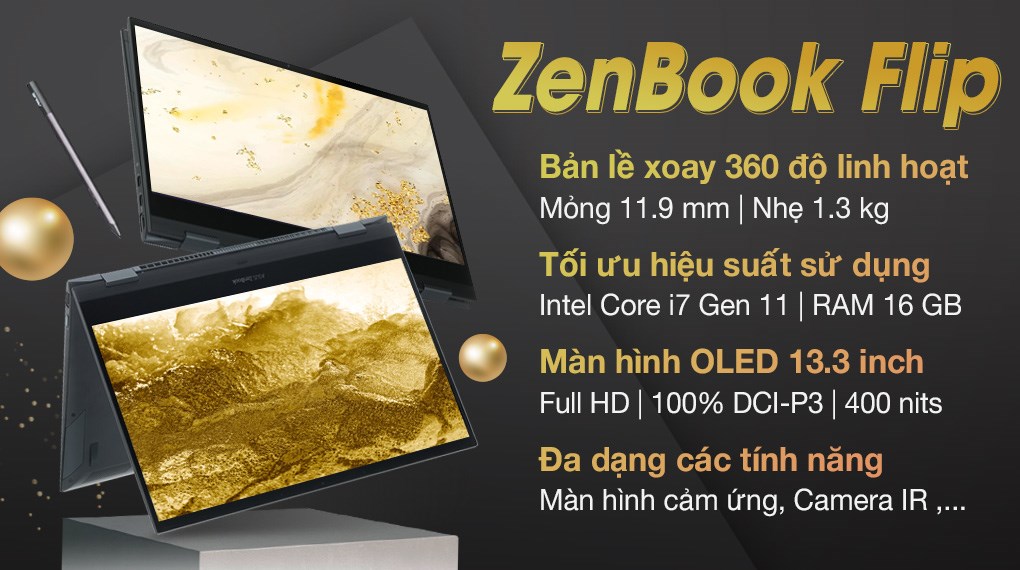 ZenBook Flip
Bản lề xoay 360 độ linh hoạt
Mỏng 11.9 mm | Nhẹ 1.3 kg
Tối ưu hiệu suất sử dụng
Intel Core i7 Gen 11 | RAM 16 GB
Màn hình OLED 13.3 inch
Full HD | 100% DCI-P3 | 400 nits
Đa dạng các tính năng
Màn hình cảm ứng, Camera IR ,...